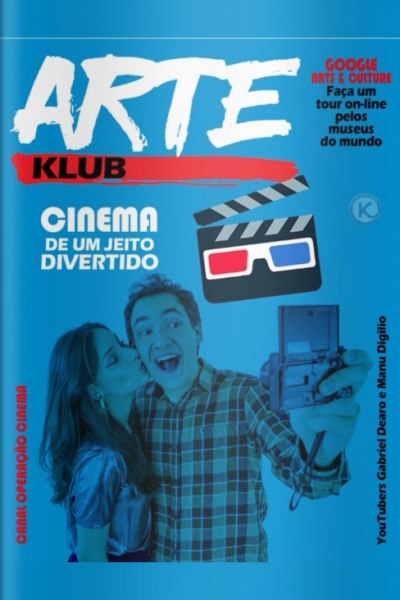 ARTE
KLUB
GOOGLE
ARTS & CULTURE
Faça um
tour on-line
pelos
museus
do mundo
K
CINEMA
DE UM JEITO
DIVERTIDO
CANAL OPERAÇÃO CINEMA
YouTubers Gabriel Dearo e Manu Digilio